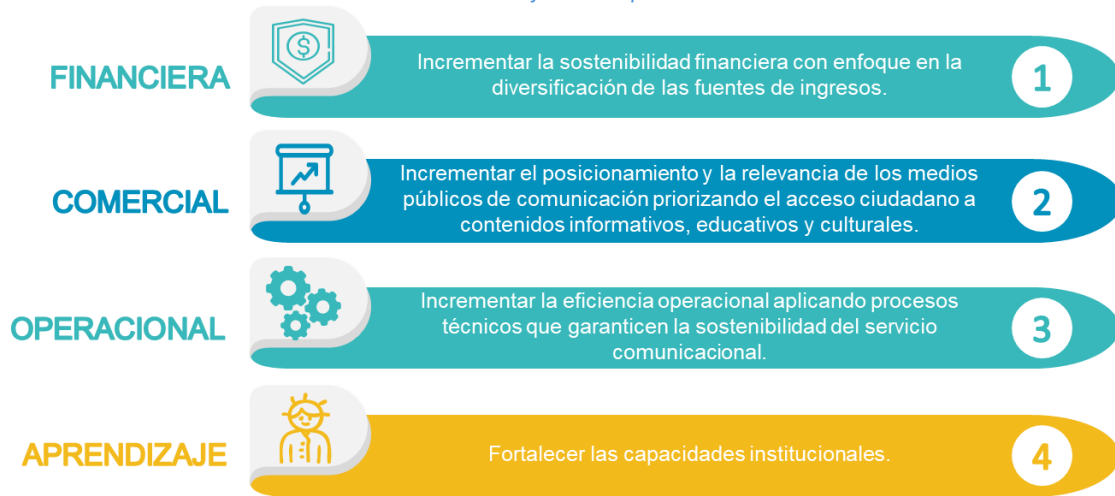 FINANCIERA
Incrementar la sostenibilidad financiera con enfoque en la
diversificación de las fuentes de ingresos.
1
COMERCIAL
Incrementar el posicionamiento y la relevancia de los medios
públicos de comunicación priorizando el acceso ciudadano a
contenidos informativos, educativos y culturales.
2
OPERACIONAL
Incrementar la eficiencia operacional aplicando procesos
técnicos que garanticen la sostenibilidad del servicio
comunicacional.
3
APRENDIZAJE
Fortalecer las capacidades institucionales.
4